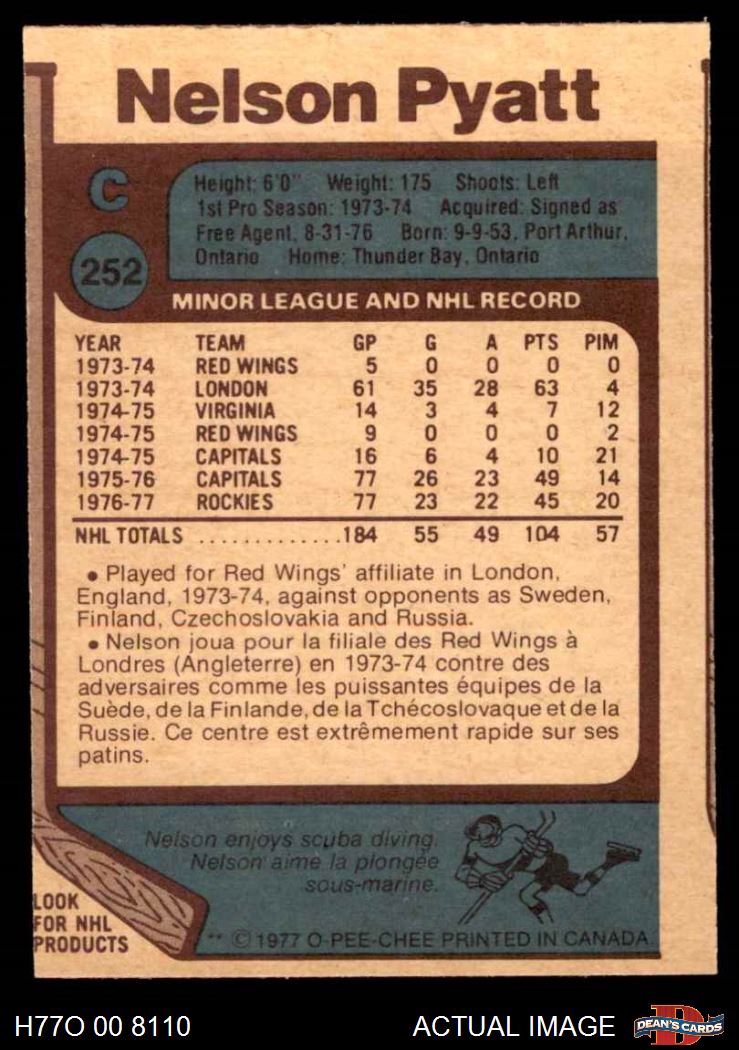 Nelson Pyatt
C
252
Height: 6'0" Weight: 175 Shoots: Left
1st Pro Season: 1973-74 Acquired: Signed as
Free Agent, 8-31-76 Born: 9-9-53, Port Arthur,
Ontario Home: Thunder Bay, Ontario
MINOR LEAGUE AND NHL RECORD
YEAR TEAM GP G A PTS PIM
1973-74 RED WINGS 5 0 0 0 0
1973-74 LONDON 61 35 28 63 4
1974-75 VIRGINIA 14 3 4 7 12
1974-75 RED WINGS 9 0 0 0 2
1974-75 CAPITALS 16 6 4 10 21
1975-76 CAPITALS 77 26 23 49 14
1976-77 ROCKIES 77 23 22 45 20
NHL TOTALS .............184 55 49 104 57
• Played for Red Wings' affiliate in London,
England, 1973-74, against opponents as Sweden,
Finland, Czechoslovakia and Russia.
• Nelson joua pour la filiale des Red Wings à
Londres (Angleterre) en 1973-74 contre des
adversaires comme les puissantes équipes de la
Suède, de la Finlande, de la Tchécoslovaque et de la
Russie. Ce centre est extrêmement rapide sur ses
patins.
Nelson enjoys scuba diving.
Nelson aime la plongée
sous-marine.
LOOK
FOR NHL
PRODUCTS
** © 1977 O-PEE-CHEE PRINTED IN CANADA.
H77O 00 8110 ACTUAL IMAGE
D
DEAN'S CARDS